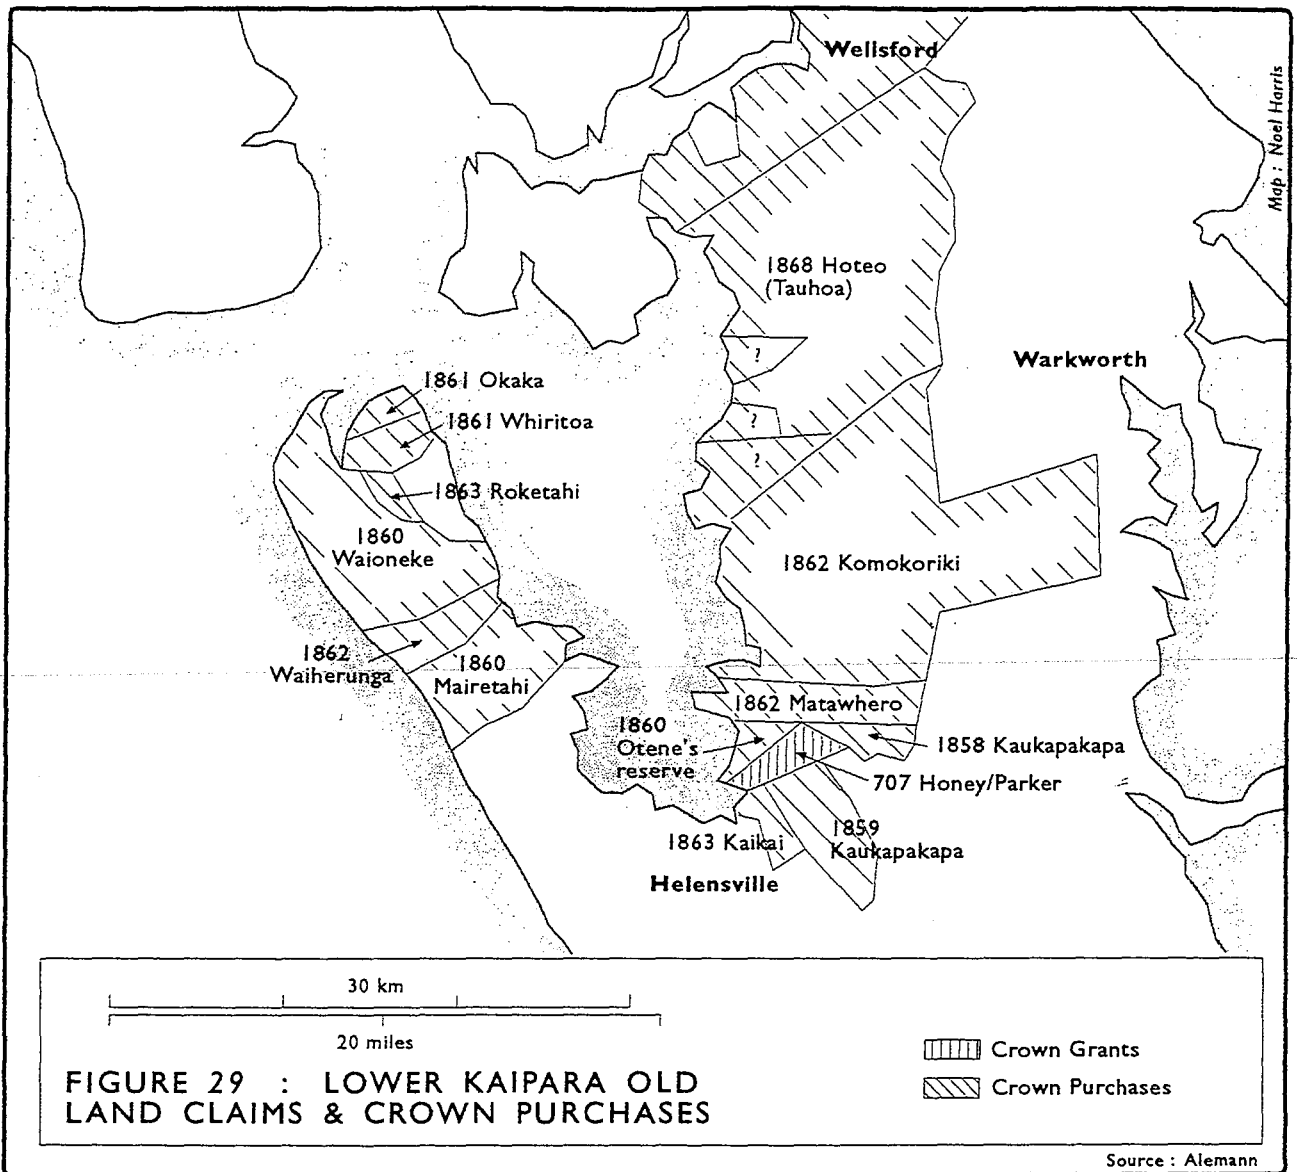 Wellsford
Map : Noel Harris
1868 Hoteo
(Tauhoa)
?
Warkworth
1861 Okaka
1861 Whiritoa
?
?
1863 Roketahi
1860
Waioneke
1862 Komokoriki
1862
Waiherunga
1860
Mairetahi
1862 Matawhero
1860
Otene's
reserve
1858 Kaukapakapa
707 Honey/Parker
1863 Kaikai
1859
Kaukapakapa
Helensville
30 km
20 miles
FIGURE 29 : LOWER KAIPARA OLD
LAND CLAIMS & CROWN PURCHASES
Crown Grants
Crown Purchases
Source : Alemann